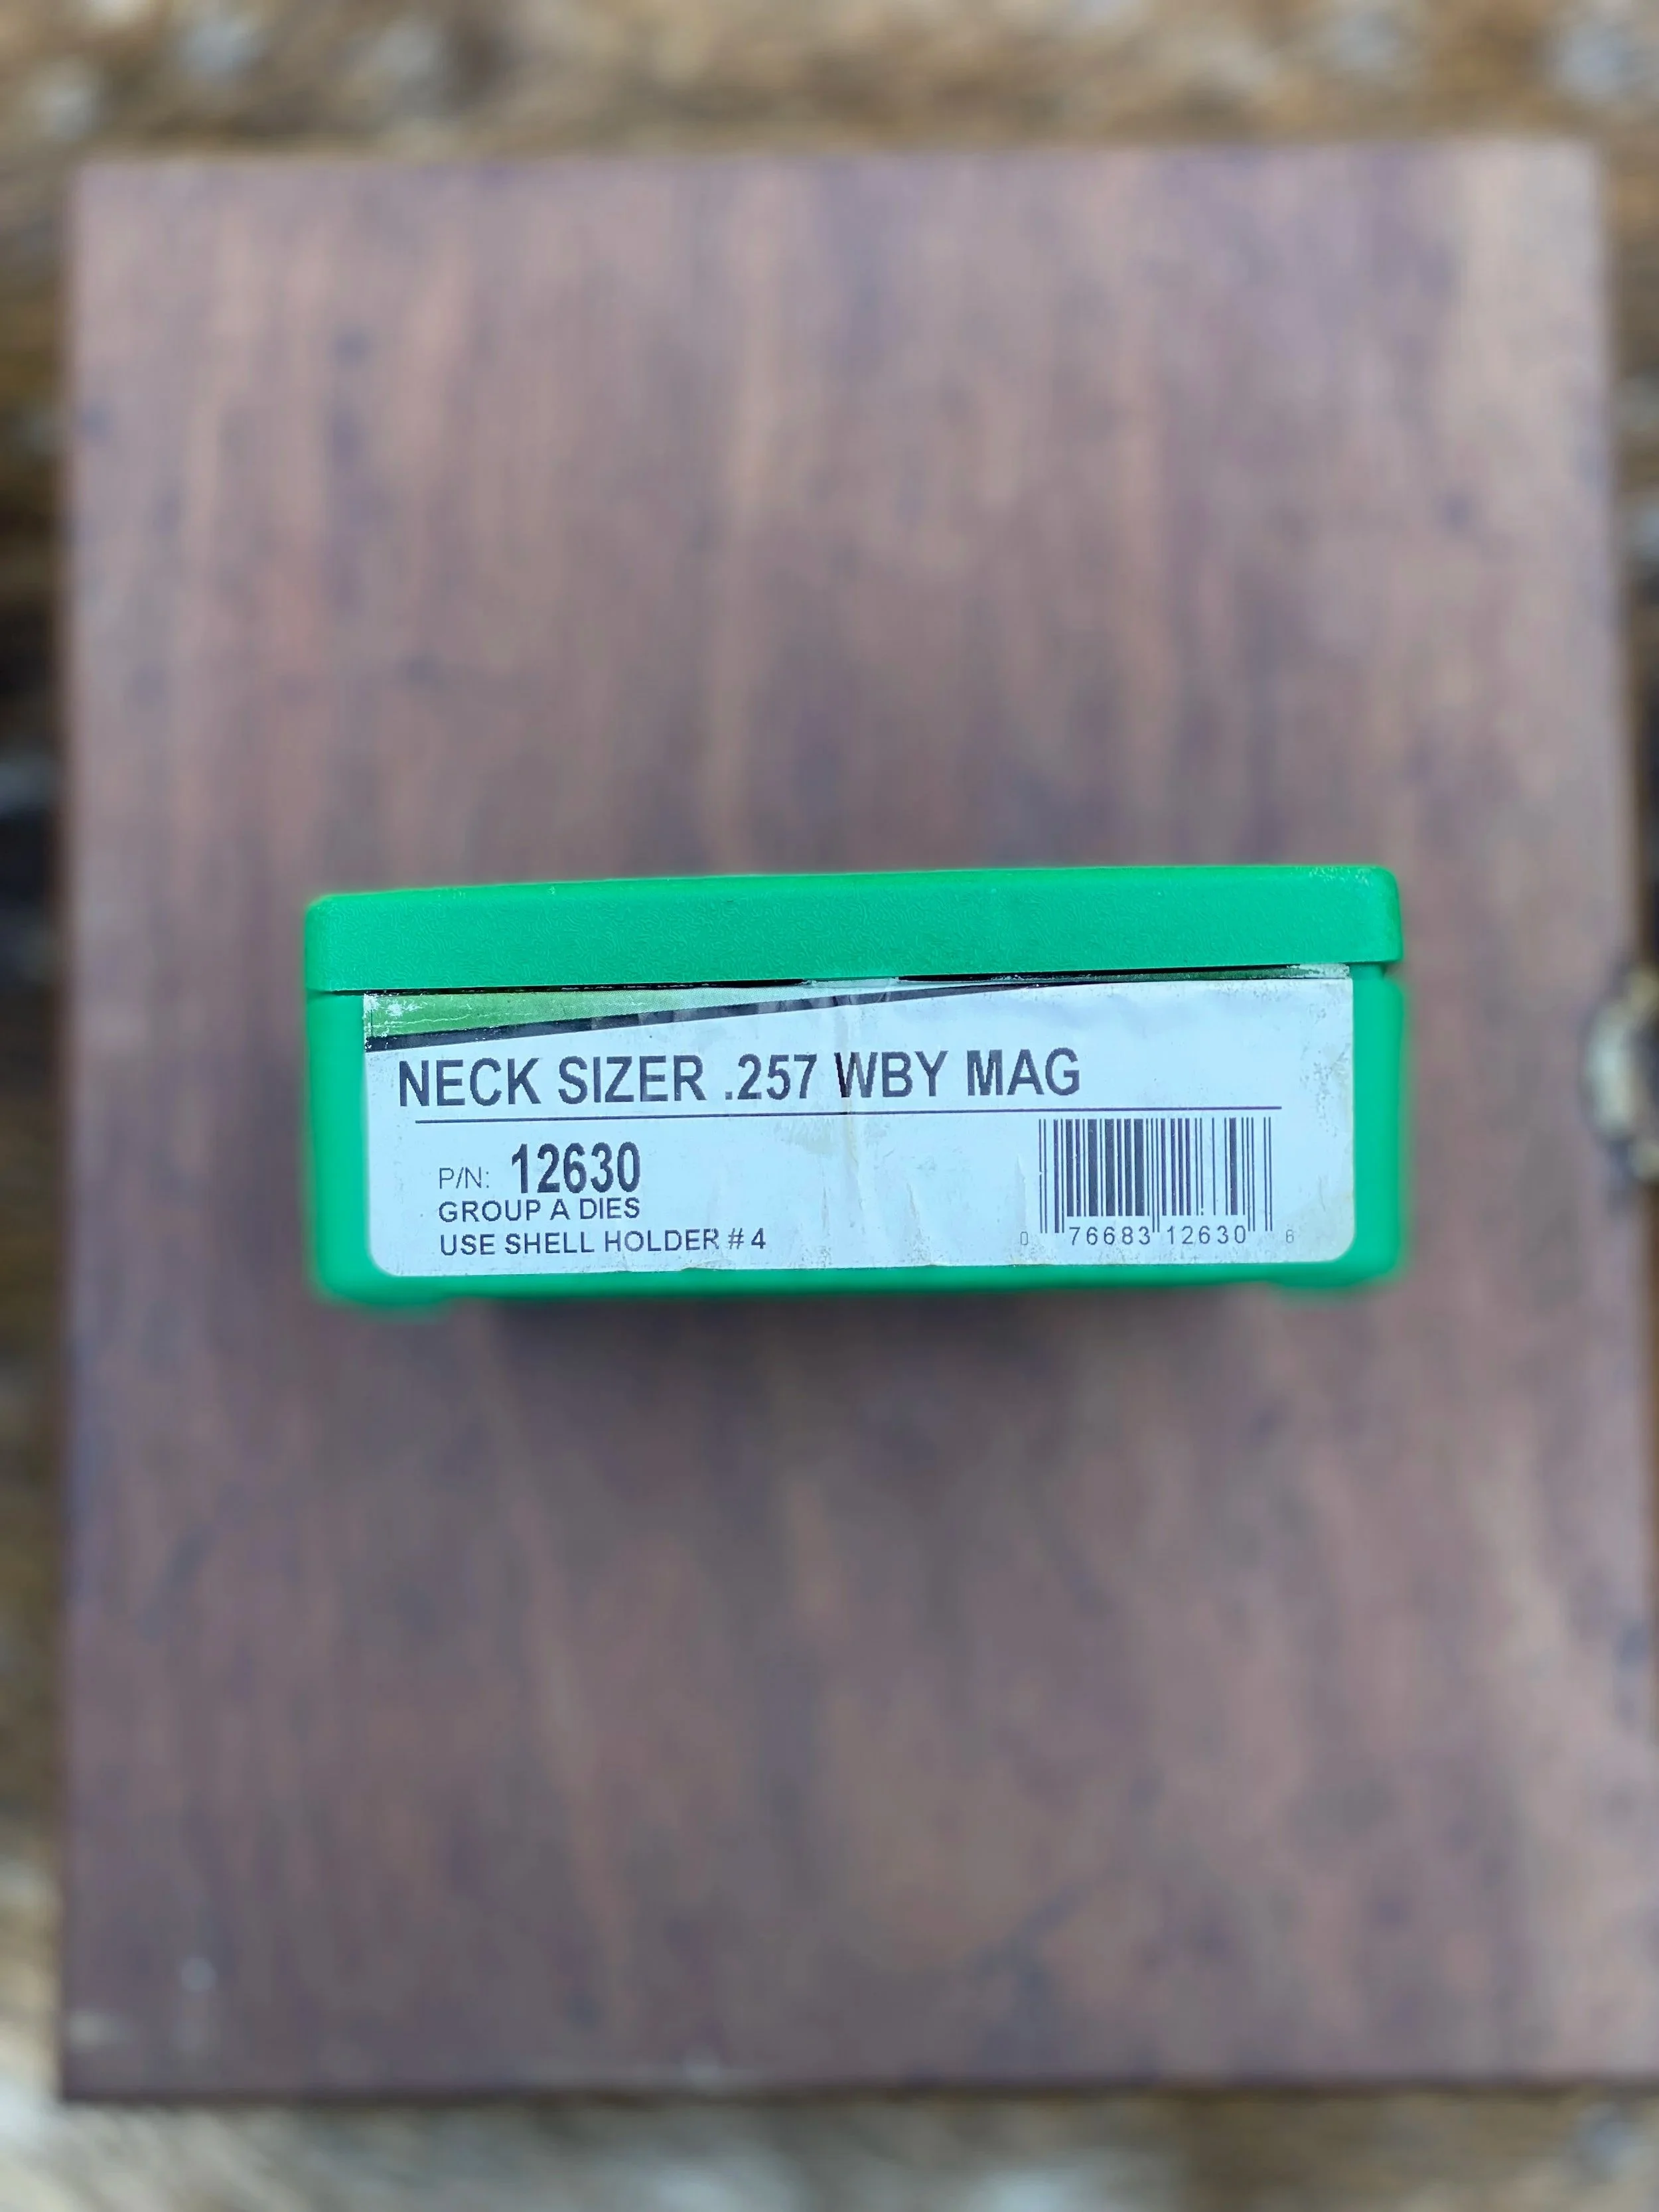 NECK SIZER .257 WBY MAG
P/N: 12630
GROUP A DIES
USE SHELL HOLDER # 4
0 76683 12630 6